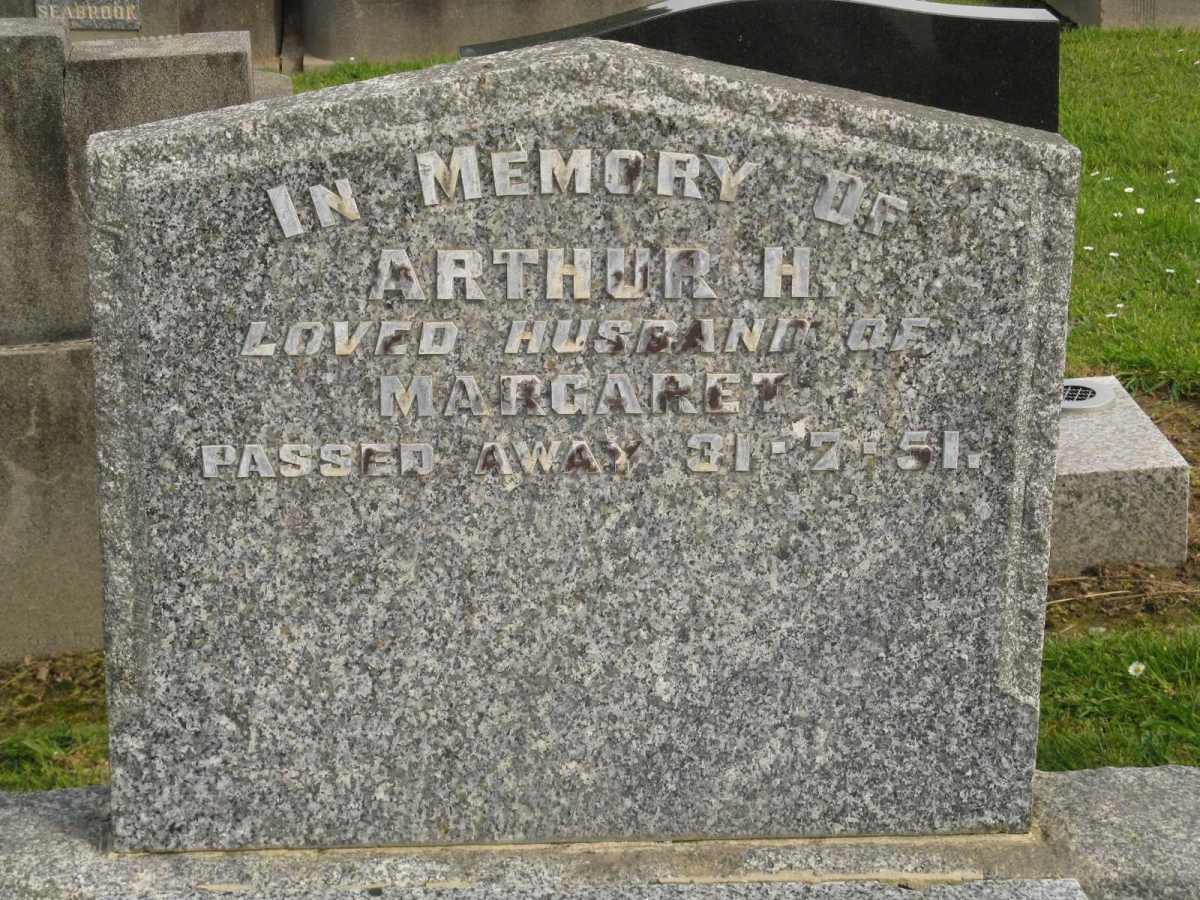 SEABROOK
IN MEMORY OF
ARTHUR H.
LOVED HUSBAND OF
MARGARET
PASSED AWAY 31·7·51.